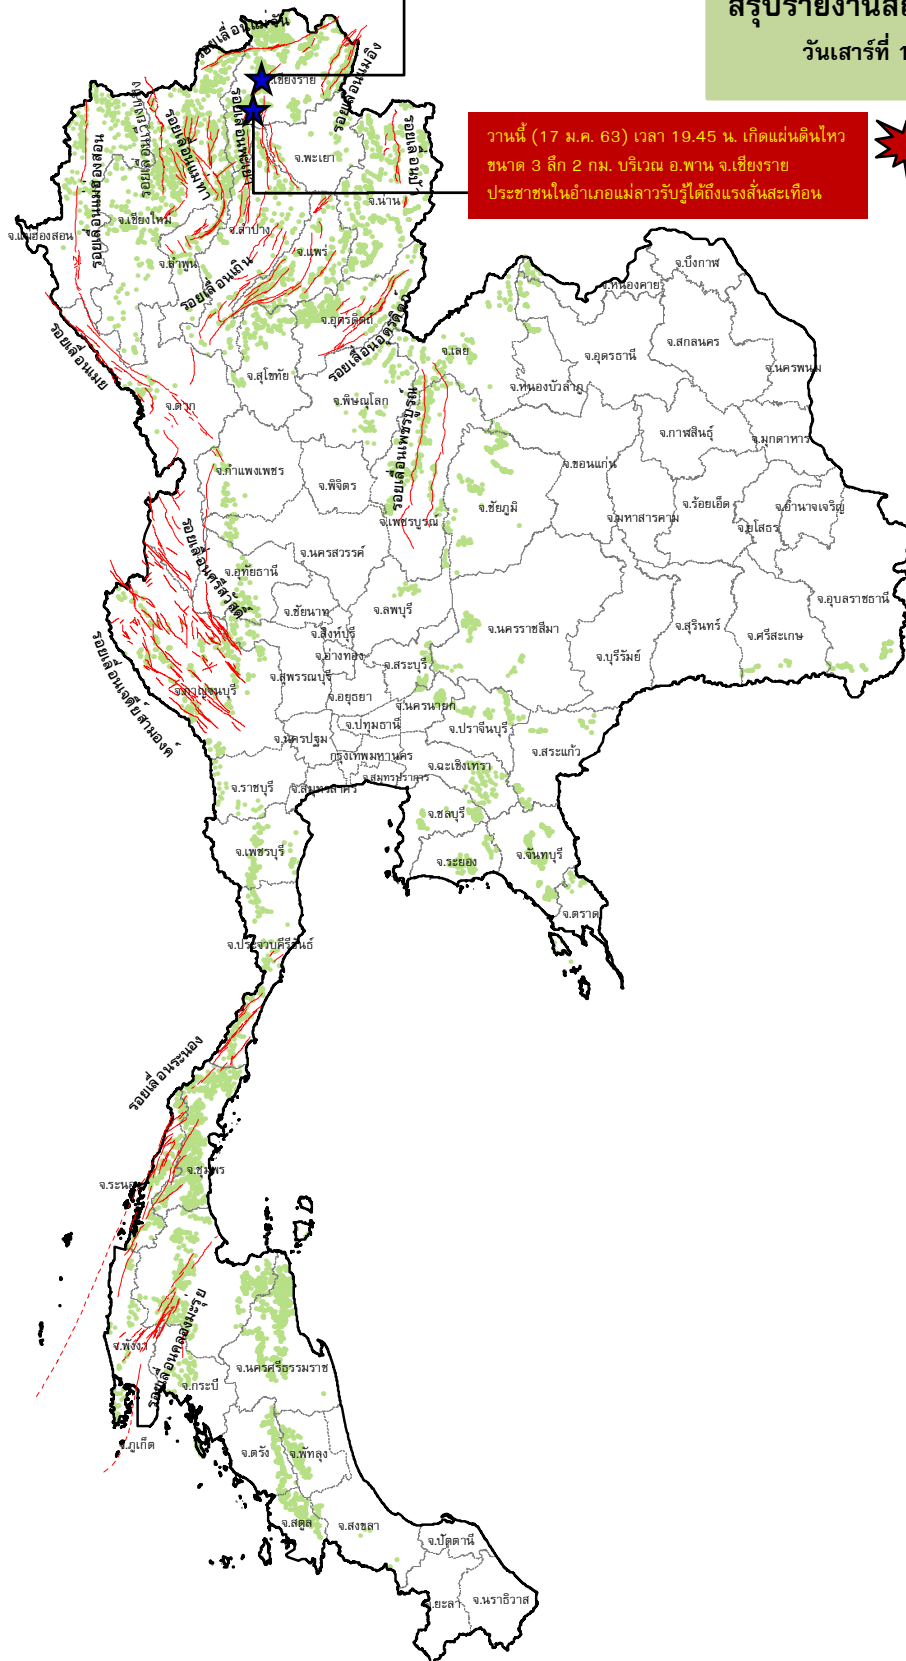 สรุปรายงานส
วันเสาร์ที่ 1
วานนี้ (17 ม.ค. 63) เวลา 19.45 น. เกิดแผ่นดินไหว
ขนาด 3 ลึก 2 กม. บริเวณ อ.พาน จ.เชียงราย
ประชาชนในอำเภอแม่ลาวรับรู้ได้ถึงแรงสั่นสะเทือน
รอยเลื่อนแม่จัน
จ.เชียงราย
รอยเลื่อนแม่อิง
รอยเลื่อนแม่ทา
รอยเลื่อนพะเยา
รอยเลื่อนปัว
จ.พะเยา
รอยเลื่อนแม่ฮ่องสอน
จ.น่าน
จ.เชียงใหม่
จ.แม่ฮ่องสอน
จ.ลำปาง
จ.แพร่
จ.ลำพูน
รอยเลื่อนเถิน
จ.บึงกาฬ
จ.หนองคาย
จ.อุตรดิตถ์
รอยเลื่อนอุตรดิตถ์
รอยเลื่อนเมย
จ.สกลนคร
จ.เลย
จ.อุดรธานี
จ.นครพนม
จ.สุโขทัย
จ.หนองบัวลำภู
จ.ตาก
จ.พิษณุโลก
รอยเลื่อนเพชรบูรณ์
จ.กาฬสินธุ์
จ.มุกดาหาร
จ.กำแพงเพชร
จ.พิจิตร
จ.ขอนแก่น
จ.ชัยภูมิ
จ.ร้อยเอ็ด
จ.อำนาจเจริญ
จ.เพชรบูรณ์
จ.มหาสารคาม
จ.ยโสธร
รอยเลื่อนศรีสวัสดิ์
จ.นครสวรรค์
จ.อุทัยธานี
จ.อุบลราชธานี
จ.ชัยนาท
จ.ลพบุรี
จ.นครราชสีมา
จ.สุรินทร์
จ.ศรีสะเกษ
จ.สิงห์บุรี
จ.อ่างทอง
จ.บุรีรัมย์
จ.สระบุรี
จ.สุพรรณบุรี
รอยเลื่อนเจดีย์สามองค์
จ.กาญจนบุรี
จ.อยุธยา
จ.นครนายก
จ.ปทุมธานี
จ.ปราจีนบุรี
จ.นครปฐม
กรุงเทพมหานคร
จ.สระแก้ว
จ.ฉะเชิงเทรา
จ.สมุทรปราการ
จ.ราชบุรี
จ.สมุทรสาคร
จ.ชลบุรี
จ.เพชรบุรี
จ.ระยอง
จ.จันทบุรี
จ.ตราด
จ.ประจวบคีรีขันธ์
รอยเลื่อนระนอง
จ.ชุมพร
จ.ระนอง
รอยเลื่อนคลองมะรุ่ย
จ.พังงา
จ.นครศรีธรรมราช
จ.กระบี่
จ.ภูเก็ต
จ.ตรัง
จ.พัทลุง
จ.สตูล
จ.สงขลา
จ.ปัตตานี
จ.ยะลา
จ.นราธิวาส